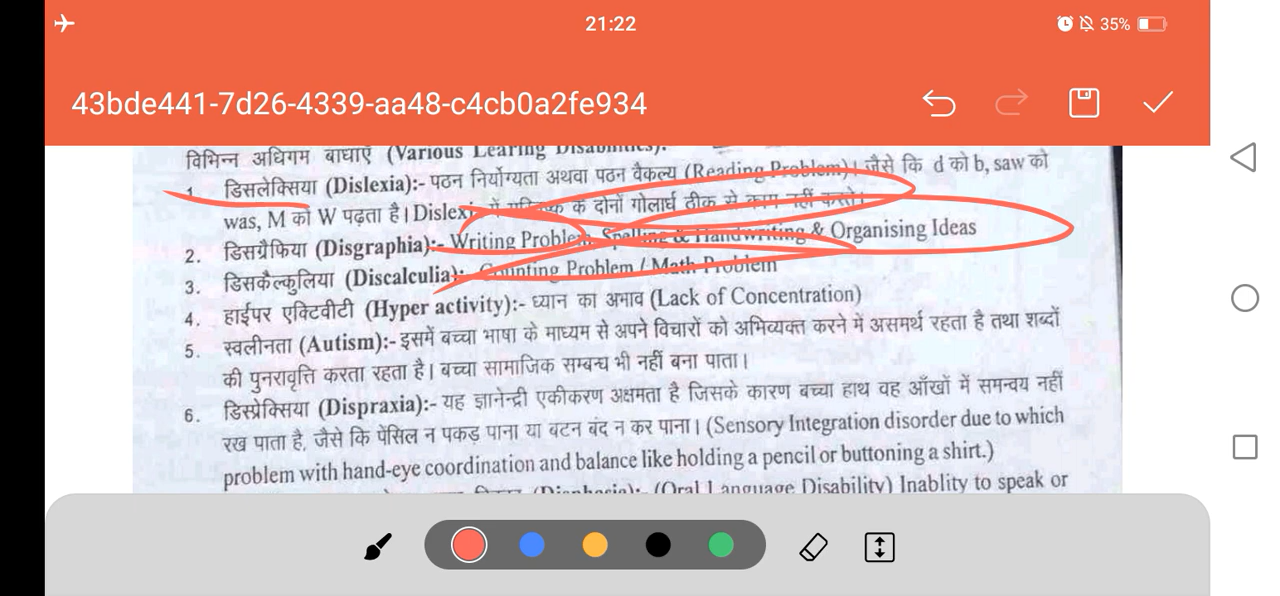 21:22
35%
43bde441-7d26-4339-aa48-c4cb0a2fe934
विभिन्न अधिगम बाधाएँ (Various Learing Disabilities):
1. डिसलेक्सिया (Dislexia):- पठन निर्योग्यता अथवा पठन वैकल्य (Reading Problem)। जैसे कि d को b, saw को
was, M को W पढ़ता है। Dislexia में मस्तिष्क के दोनों गोलार्ध ठीक से काम नहीं करते।
2. डिसग्रैफिया (Disgraphia):- Writing Problem, Spelling & Handwriting & Organising Ideas
3. डिसकैल्कुलिया (Discalculia):- Counting Problem / Math Problem
4. हाईपर एक्टिवीटी (Hyper activity):- ध्यान का अभाव (Lack of Concentration)
5. स्वलीनता (Autism):- इसमें बच्चा भाषा के माध्यम से अपने विचारों को अभिव्यक्त करने में असमर्थ रहता है तथा शब्दों
की पुनरावृत्ति करता रहता है। बच्चा सामाजिक सम्बन्ध भी नहीं बना पाता।
6. डिस्प्रेक्सिया (Dispraxia):- यह ज्ञानेन्द्री एकीकरण अक्षमता है जिसके कारण बच्चा हाथ वह आँखों में समन्वय नहीं
रख पाता है, जैसे कि पेंसिल न पकड़ पाना या बटन बंद न कर पाना। (Sensory Integration disorder due to which
problem with hand-eye coordination and balance like holding a pencil or buttoning a shirt.)
(Oral Language Disability) Inablity to speak or